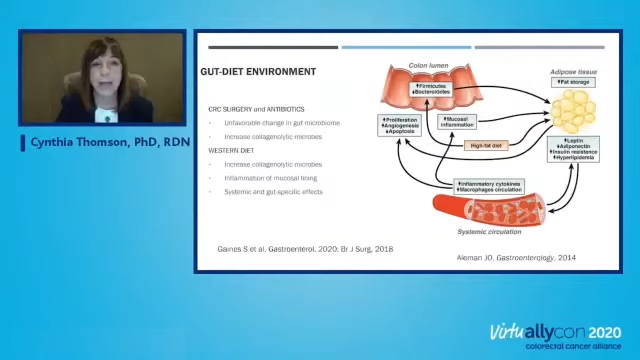 Cynthia Thomson, PhD, RDN
GUT-DIET ENVIRONMENT
CRC SURGERY and ANTIBIOTICS
· Unfavorable change in gut microbiome
· Increase collagenolytic microbes
WESTERN DIET
· Increase collagenolytic microbes
· Inflammation of mucosal lining
· Systemic and gut-specific effects
Gaines S et al. Gastroenterol. 2020; Br J Surg, 2018
Colon lumen
Firmicutes
Bacteroidetes
Proliferation
Angiogenesis
Apoptosis
Mucosal
inflammation
High-fat diet
Inflammatory cytokines
Macrophages circulation
Systemic circulation
Adipose tissue
Fat storage
Leptin
Adiponectin
Insulin resistance
Hyperlipidemia
Aleman JO, Gastroenterology, 2014
Virtuallycon 2020
colorectal cancer alliance